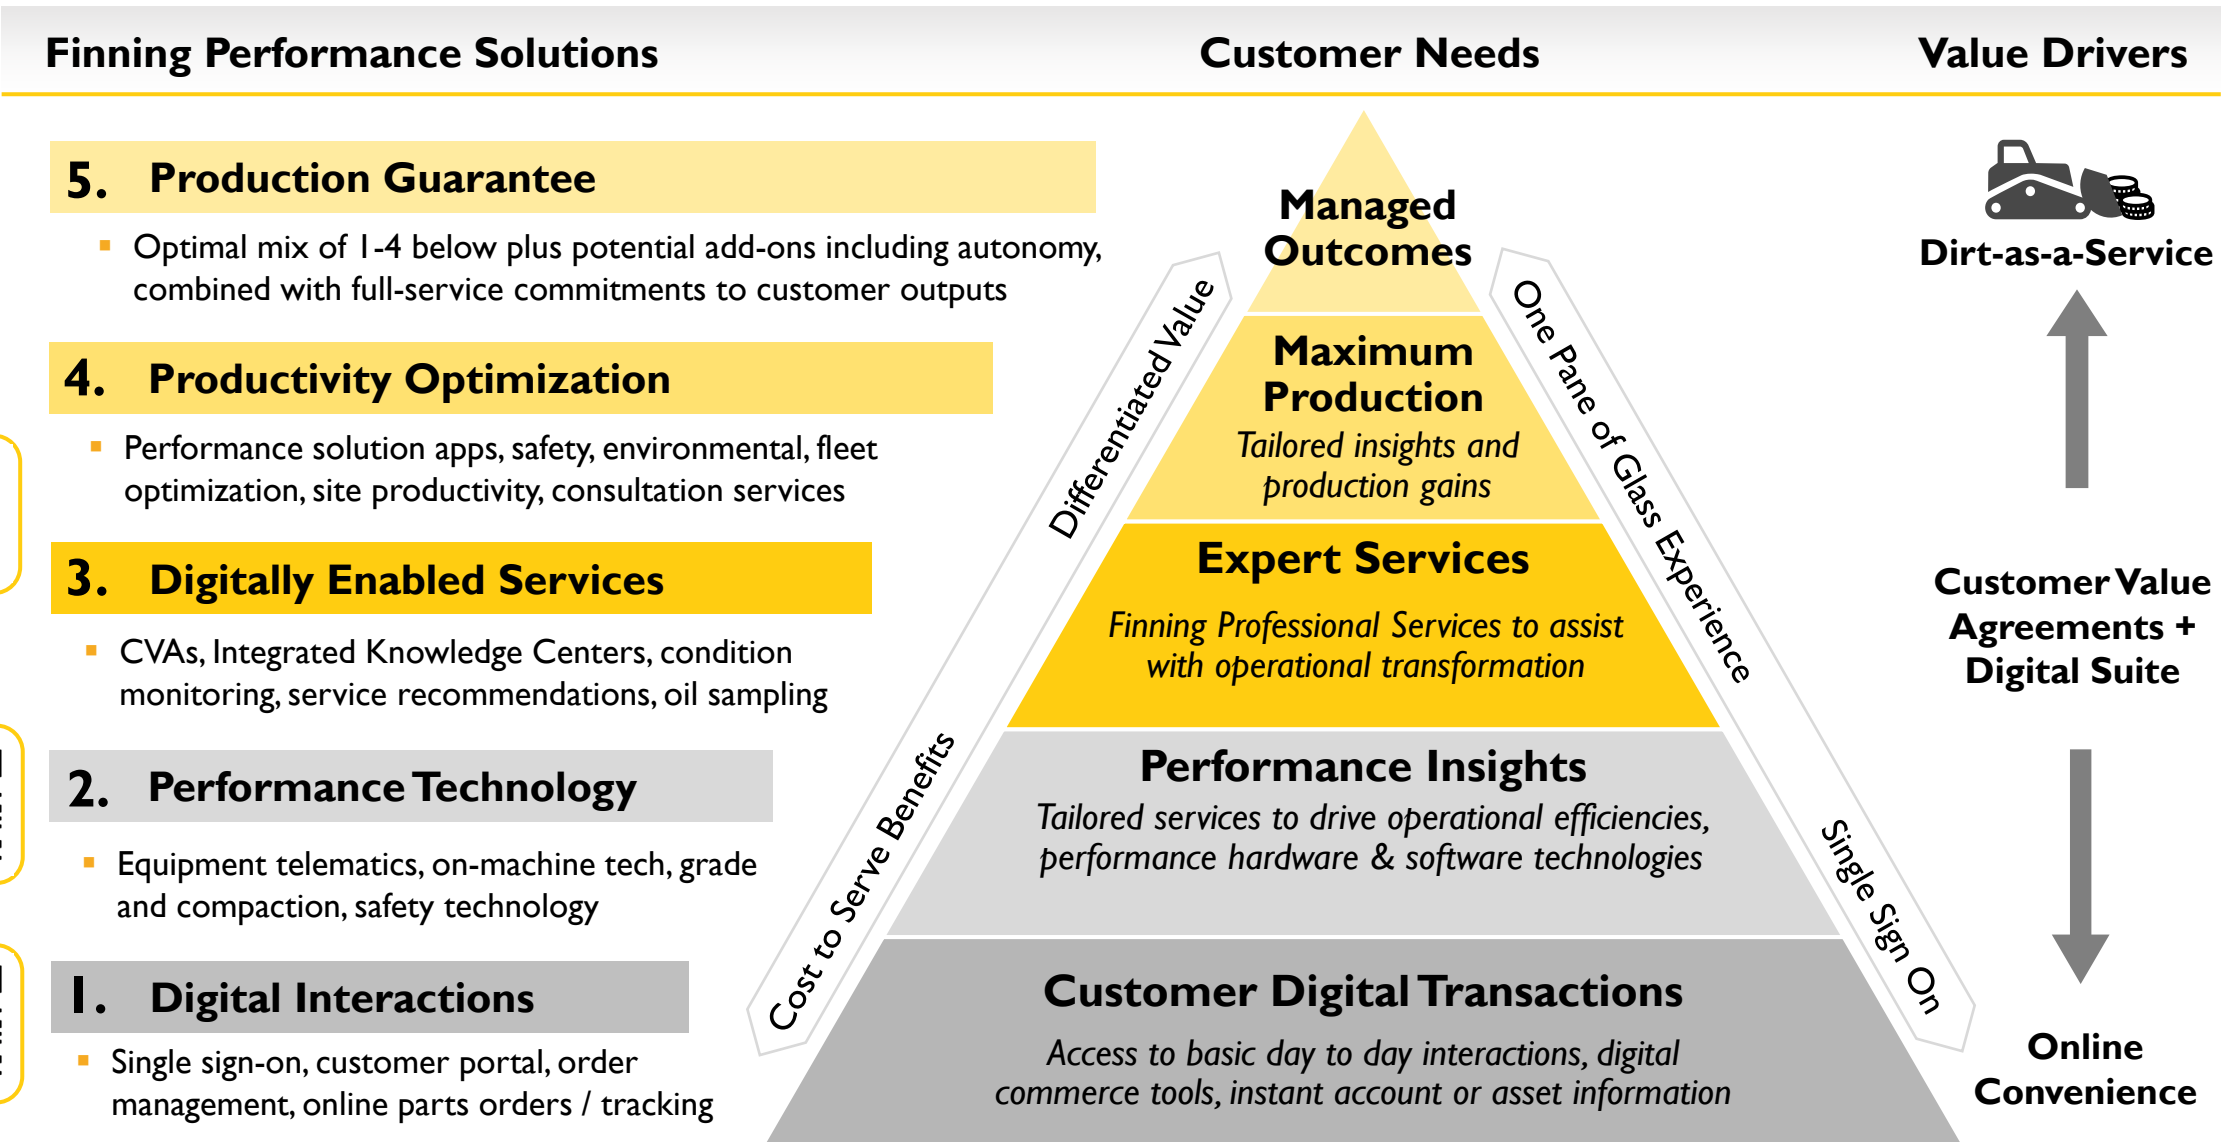 Finning Performance Solutions
Customer Needs
Value Drivers
5. Production Guarantee
Optimal mix of 1-4 below plus potential add-ons including autonomy,
combined with full-service commitments to customer outputs
4. Productivity Optimization
Performance solution apps, safety, environmental, fleet
optimization, site productivity, consultation services
3. Digitally Enabled Services
CVAs, Integrated Knowledge Centers, condition
monitoring, service recommendations, oil sampling
2. Performance Technology
Equipment telematics, on-machine tech, grade
and compaction, safety technology
1. Digital Interactions
Single sign-on, customer portal, order
management, online parts orders / tracking
Differentiated Value
Cost to Serve Benefits
Managed
Outcomes
Maximum
Production
Tailored insights and
production gains
Expert Services
Finning Professional Services to assist
with operational transformation
Performance Insights
Tailored services to drive operational efficiencies,
performance hardware & software technologies
Customer Digital Transactions
Access to basic day to day interactions, digital
commerce tools, instant account or asset information
One Pane of Glass Experience
Single Sign On
Dirt-as-a-Service
Customer Value
Agreements +
Digital Suite
Online
Convenience